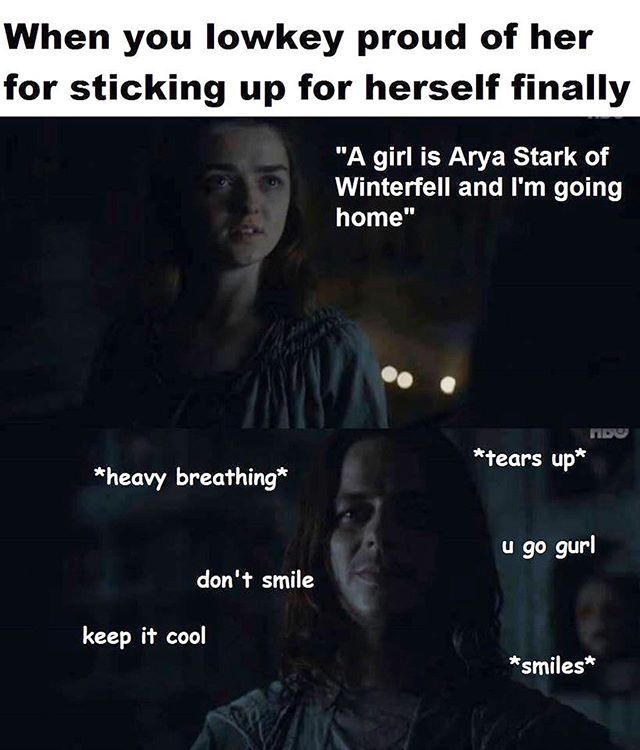 When you lowkey proud of her
for sticking up for herself finally
"A girl is Arya Stark of
Winterfell and I'm going
home"
HBO
*heavy breathing*
*tears up*
u go gurl
don't smile
keep it cool
*smiles*